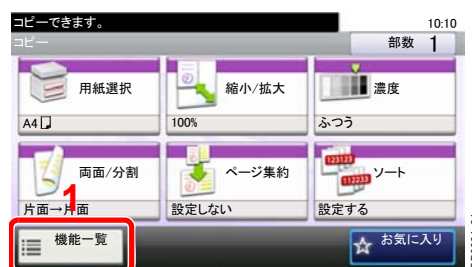 コピーできます。
10:10
コピー
部数 1
用紙選択
縮小/拡大
濃度
A4
100%
ふつう
両面/分割
ページ集約
123123
112233
ソート
1
片面→片面
設定しない
設定する
機能一覧
お気に入り